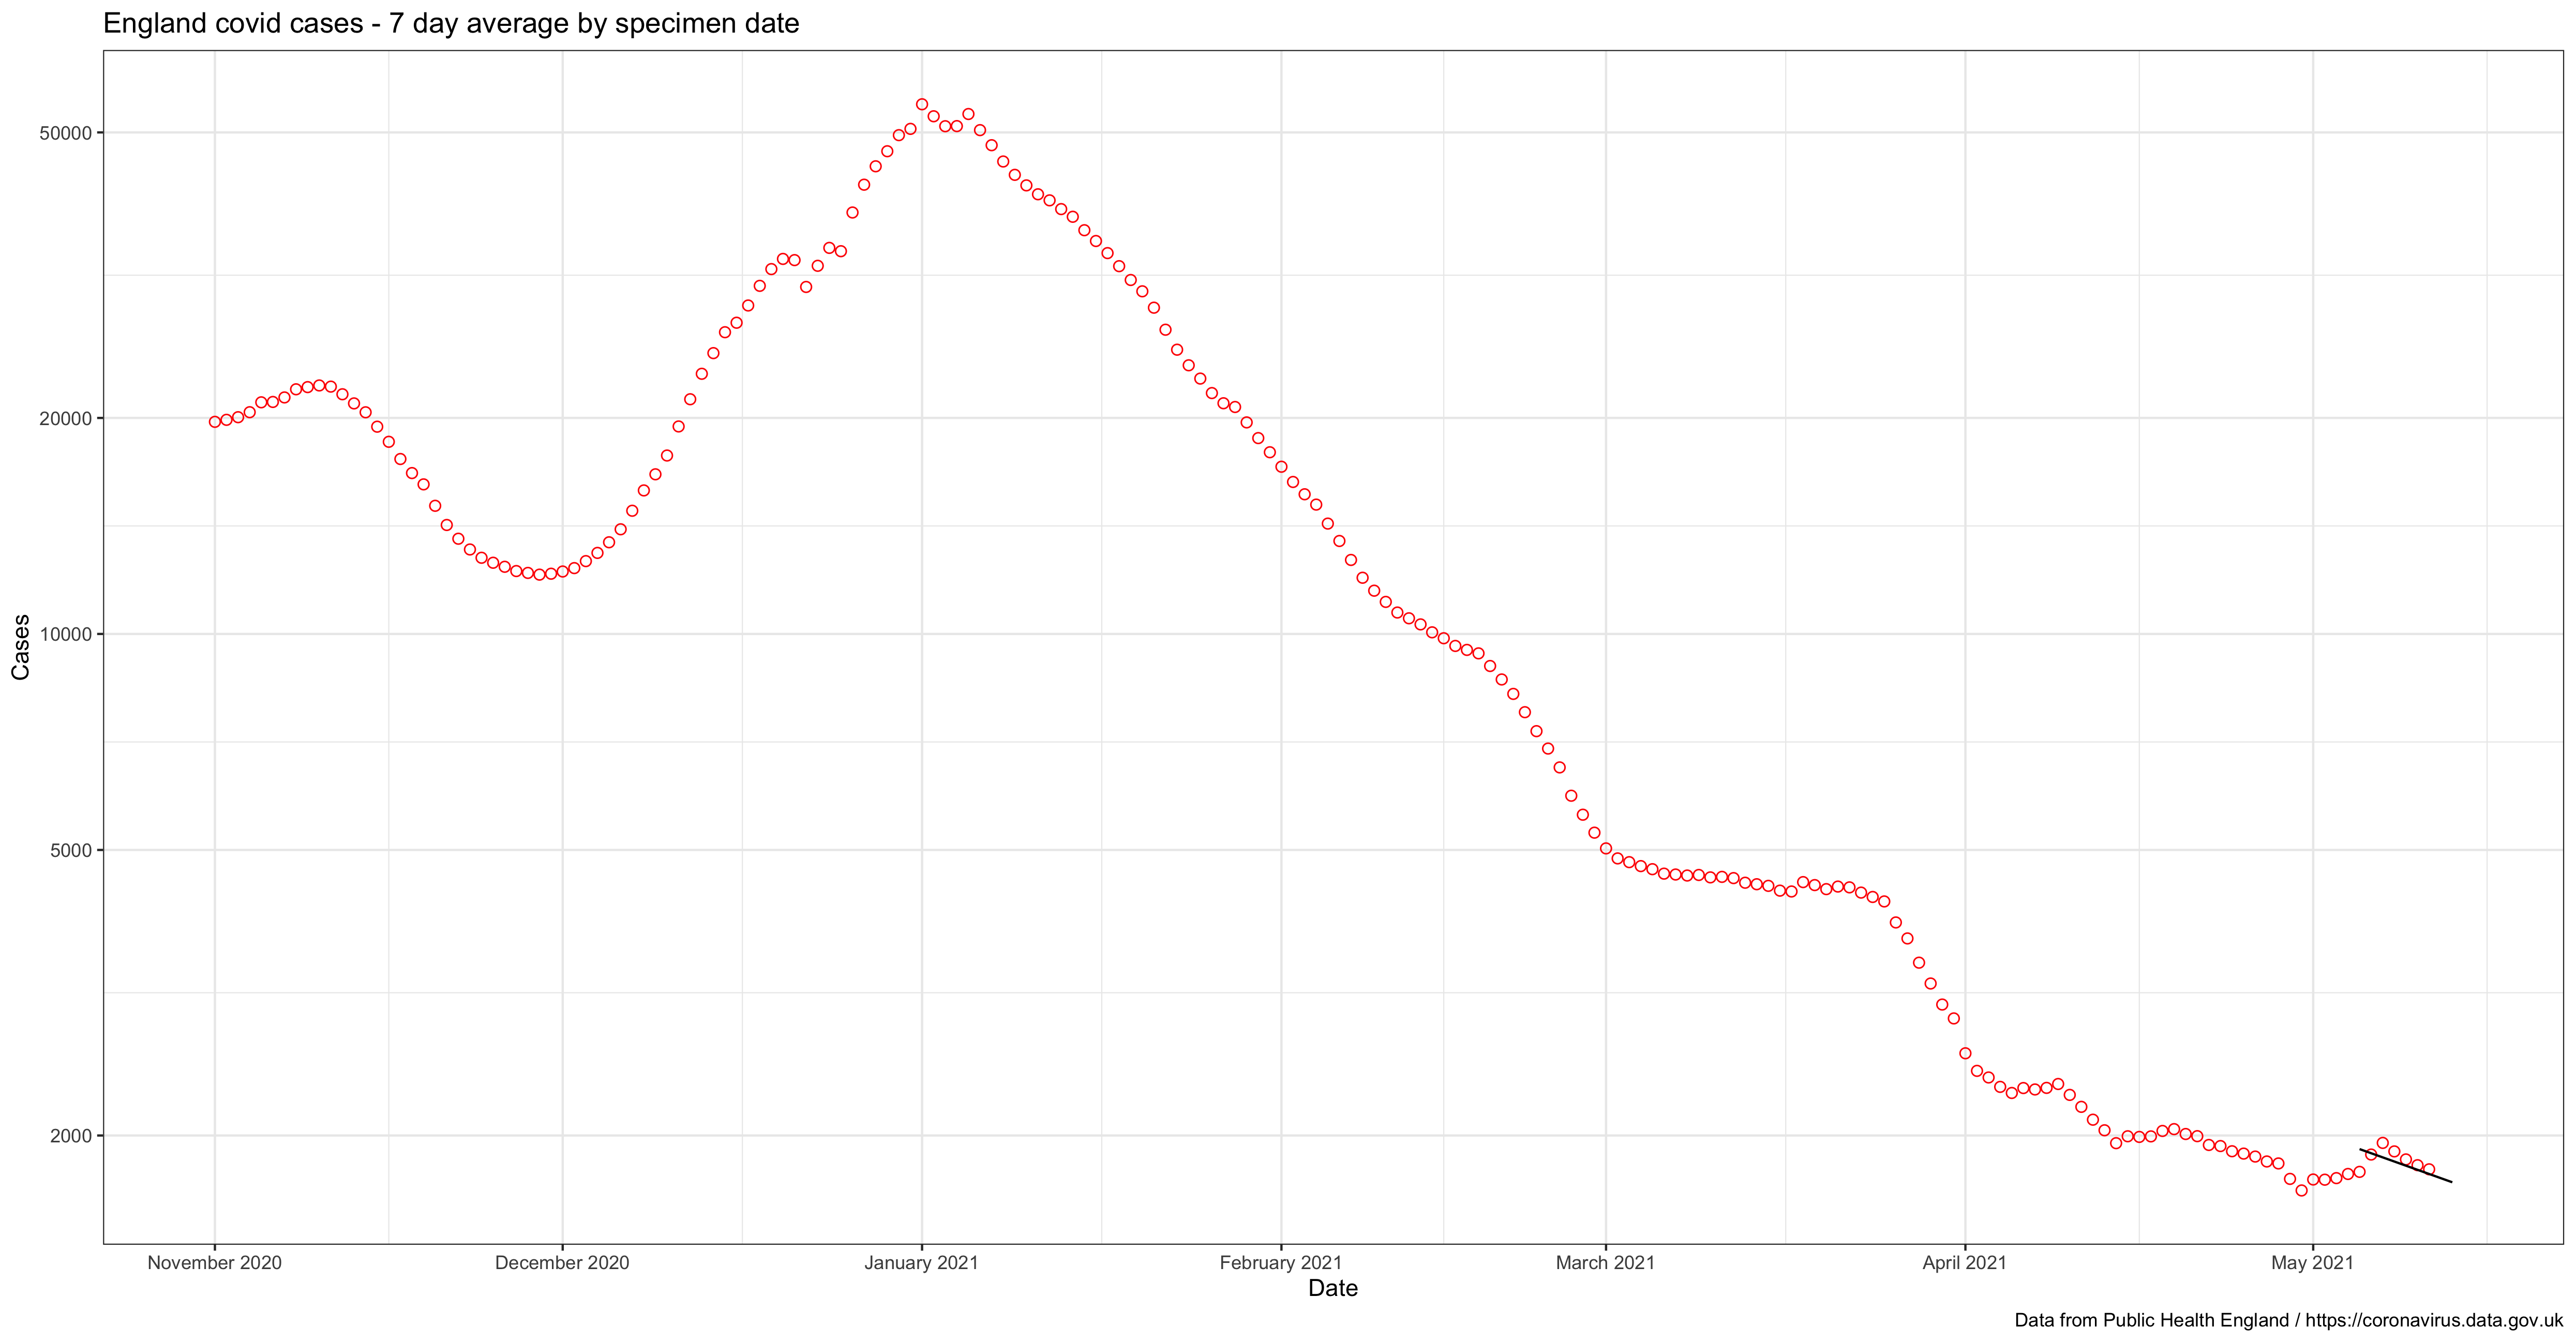 England covid cases - 7 day average by specimen date
Cases
50000
20000
10000
5000
2000
November 2020
December 2020
January 2021
February 2021
March 2021
April 2021
May 2021
Date
Data from Public Health England / https://coronavirus.data.gov.uk